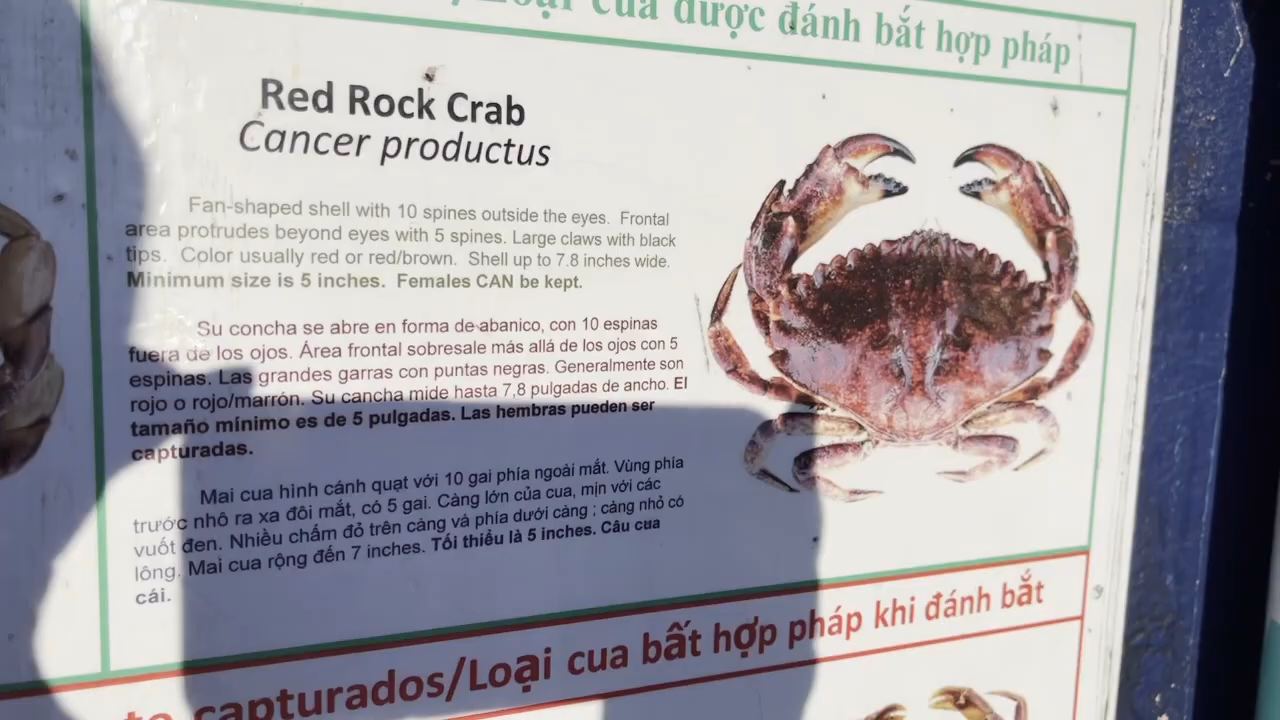 /Loại cua được đánh bắt hợp pháp
Red Rock Crab
Cancer productus
Fan-shaped shell with 10 spines outside the eyes. Frontal
area protrudes beyond eyes with 5 spines. Large claws with black
tips. Color usually red or red/brown. Shell up to 7.8 inches wide.
Minimum size is 5 inches. Females CAN be kept.
Su concha se abre en forma de abanico, con 10 espinas
fuera de los ojos. Área frontal sobresale más allá de los ojos con 5
espinas. Las grandes garras con puntas negras. Generalmente son
rojo o rojo/marrón. Su cancha mide hasta 7,8 pulgadas de ancho. El
tamaño mínimo es de 5 pulgadas. Las hembras pueden ser
capturadas.
Mai cua hình cánh quạt với 10 gai phía ngoài mắt. Vùng phía
trước nhô ra xa đôi mắt, có 5 gai. Càng lớn của cua, mịn với các
vuốt đen. Nhiều chấm đỏ trên càng và phía dưới càng ; càng nhỏ có
lông. Mai cua rộng đến 7 inches. Tối thiểu là 5 inches. Câu cua
cái.
capturados/Loại cua bất hợp pháp khi đánh bắt